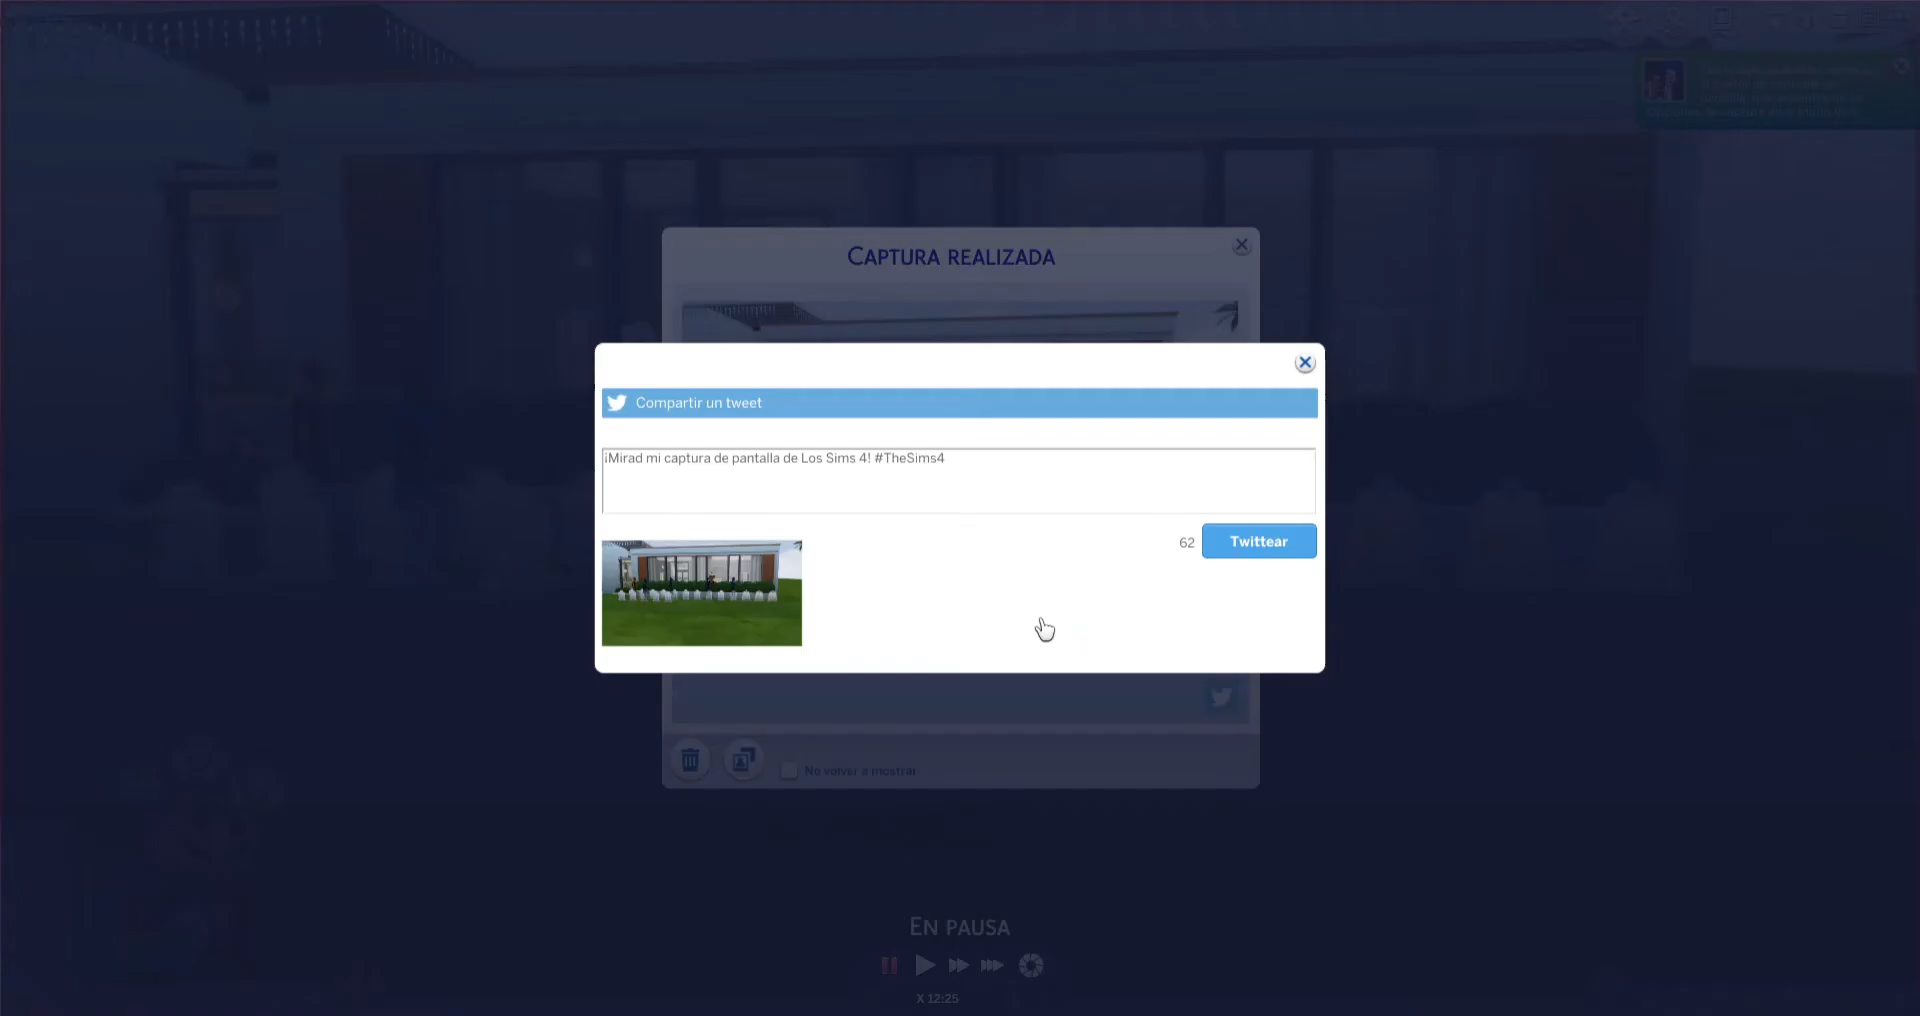 CAPTURA REALIZADA
Compartir un tweet
¡Mirad mi captura de pantalla de Los Sims 4! #TheSims4
62
Twittear
No volver a mostrar
EN PAUSA
X 12:25